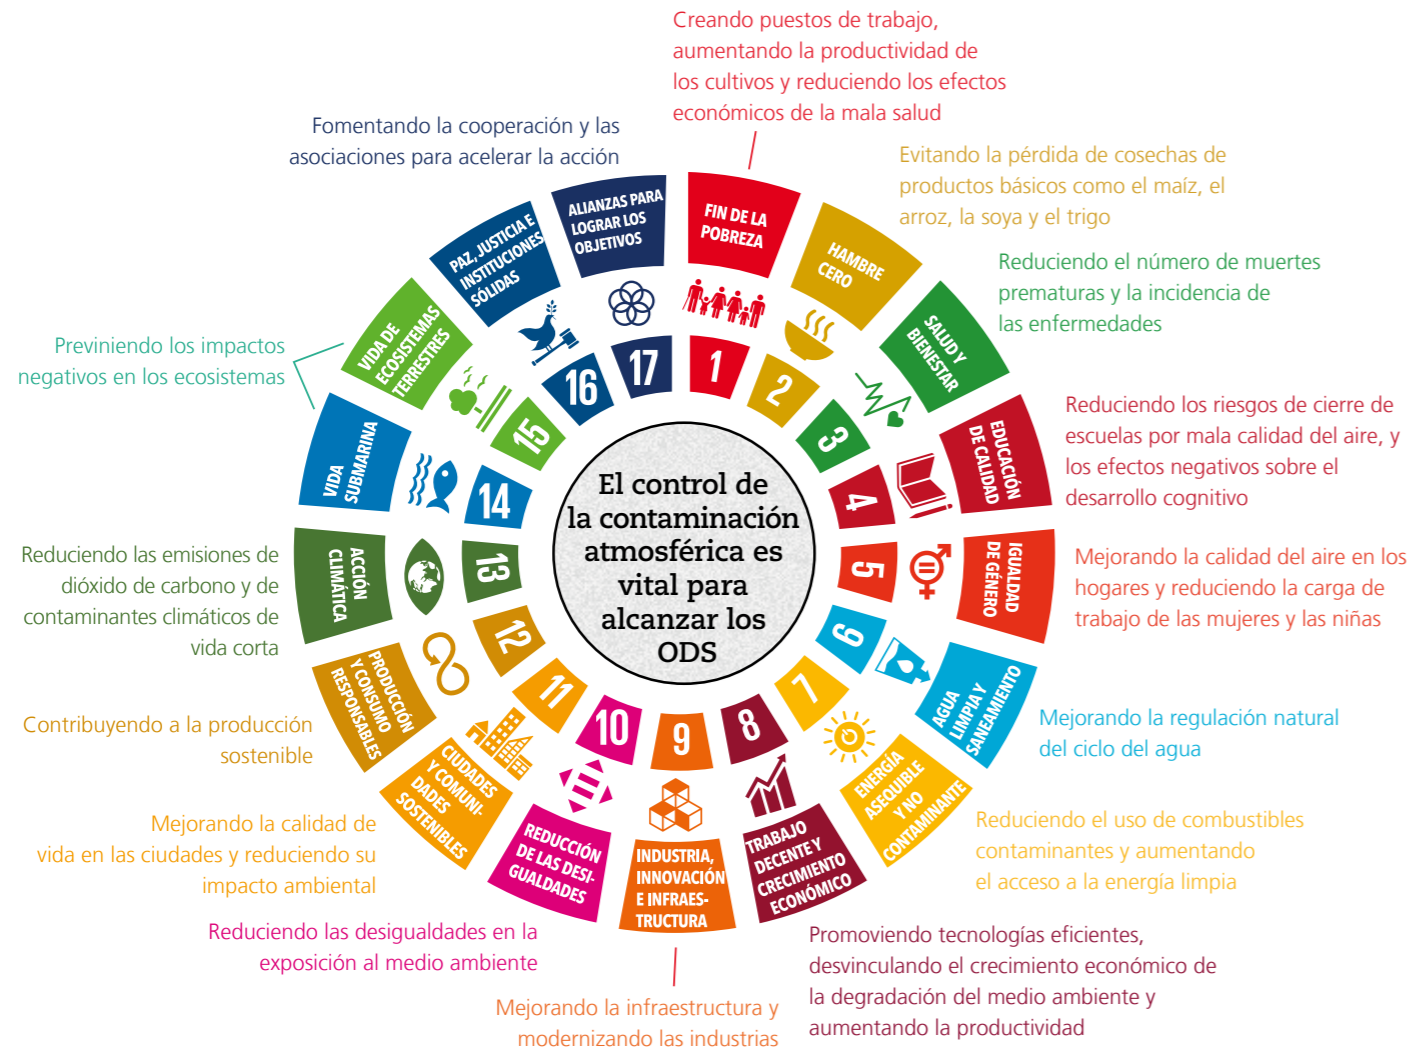 Creando puestos de trabajo,
aumentando la productividad de
los cultivos y reduciendo los efectos
económicos de la mala salud
Fomentando la cooperación y las
asociaciones para acelerar la acción
Evitando la pérdida de cosechas de
productos básicos como el maíz, el
arroz, la soya y el trigo
Reduciendo el número de muertes
prematuras y la incidencia de
las enfermedades
Previniendo los impactos
negativos en los ecosistemas
Reduciendo los riesgos de cierre de
escuelas por mala calidad del aire, y
los efectos negativos sobre el
desarrollo cognitivo
Reduciendo las emisiones de
dióxido de carbono y de
contaminantes climáticos de
vida corta
Mejorando la calidad del aire en los
hogares y reduciendo la carga de
trabajo de las mujeres y las niñas
Contribuyendo a la producción
sostenible
Mejorando la regulación natural
del ciclo del agua
Mejorando la calidad de
vida en las ciudades y reduciendo su
impacto ambiental
Reduciendo el uso de combustibles
contaminantes y aumentando
el acceso a la energía limpia
Reduciendo las desigualdades en la
exposición al medio ambiente
Promoviendo tecnologías eficientes,
desvinculando el crecimiento económico de
la degradación del medio ambiente y
aumentando la productividad
Mejorando la infraestructura y
modernizando las industrias
FIN DE LA
POBREZA
1
HAMBRE
CERO
2
SALUD Y
BIENESTAR
3
EDUCACIÓN
DE CALIDAD
4
IGUALDAD
DE GÉNERO
5
AGUA
LIMPIA Y
SANEAMIENTO
6
ENERGÍA
ASEQUIBLE
Y NO
CONTAMINANTE
7
TRABAJO
DECENTE Y
CRECIMIENTO
ECONÓMICO
8
INDUSTRIA,
INNOVACIÓN
E INFRAES-
TRUCTURA
9
REDUCCIÓN
DE LAS DESI-
GUALDADES
10
CIUDADES
Y COMUNI-
DADES
SOSTENIBLES
11
PRODUCCIÓN
Y CONSUMO
RESPONSABLES
12
ACCIÓN
CLIMÁTICA
13
VIDA
SUBMARINA
14
VIDA DE
ECOSISTEMAS
TERRESTRES
15
PAZ, JUSTICIA E
INSTITUCIONES
SÓLIDAS
16
ALIANZAS PARA
LOGRAR LOS
OBJETIVOS
17
El control de
la contaminación
atmosférica es
vital para
alcanzar los
ODS